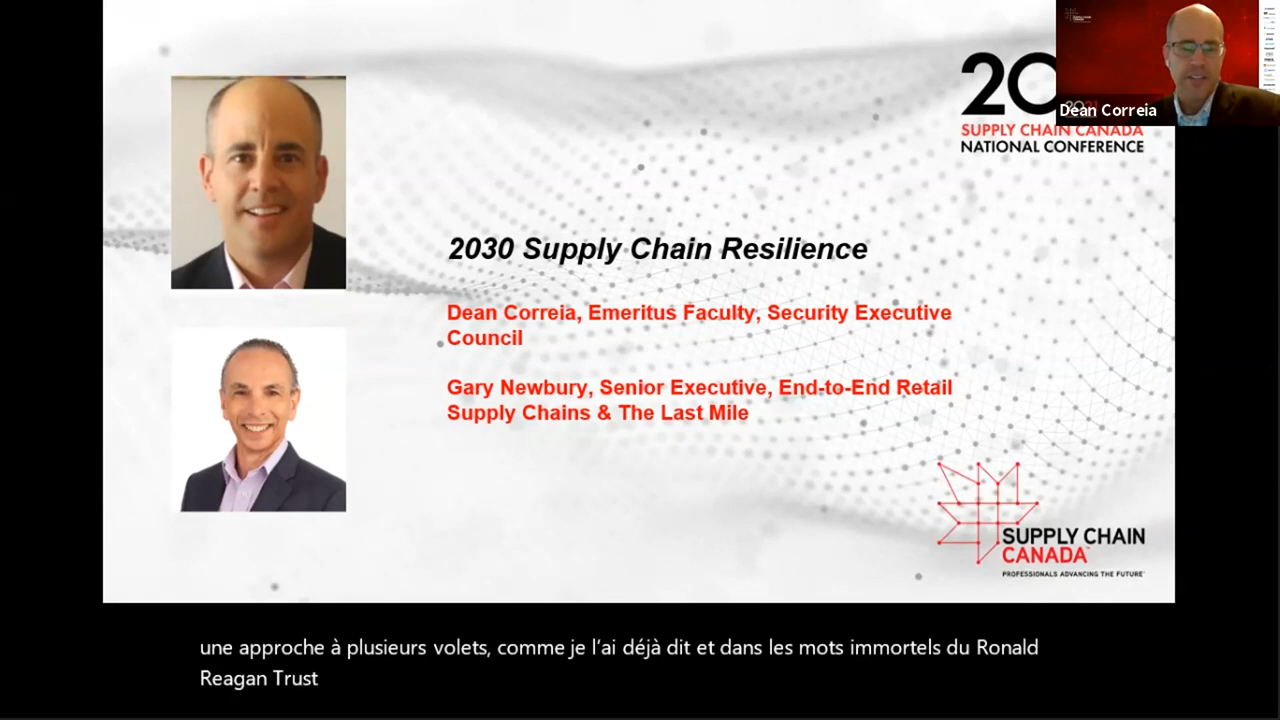 20
SUPPLY CHAIN CANADA
NATIONAL CONFERENCE
Dean Correia
2030 Supply Chain Resilience
Dean Correia, Emeritus Faculty, Security Executive
Council
Gary Newbury, Senior Executive, End-to-End Retail
Supply Chains & The Last Mile
SUPPLY CHAIN
CANADA™
PROFESSIONALS ADVANCING THE FUTURE™
une approche à plusieurs volets, comme je l'ai déjà dit et dans les mots immortels du Ronald
Reagan Trust